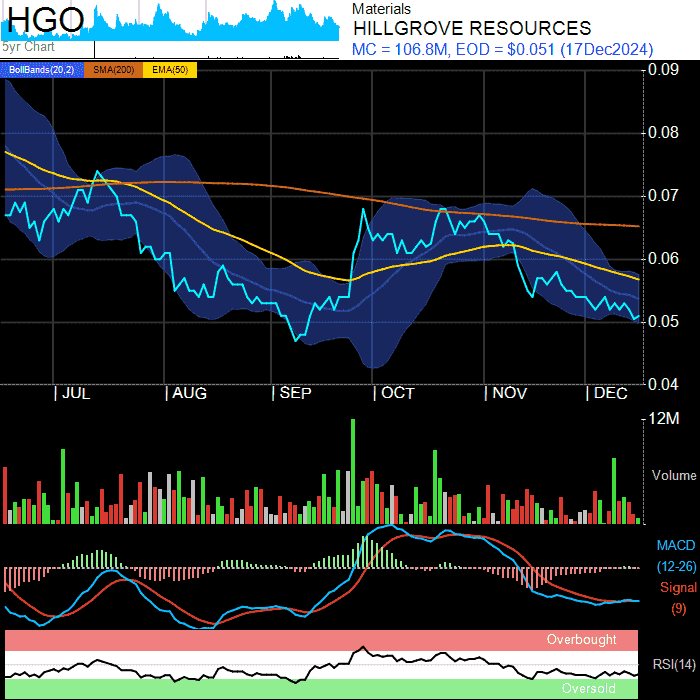 HGO
5yr Chart
Materials
HILLGROVE RESOURCES
MC = 106.8M, EOD = $0.051 (17Dec2024)
BollBands(20,2) SMA(200) EMA(50)
0.09
0.08
0.07
0.06
0.05
0.04
JUL AUG SEP OCT NOV DEC
12M
Volume
MACD
(12-26)
Signal
(9)
Overbought
RSI(14)
Oversold